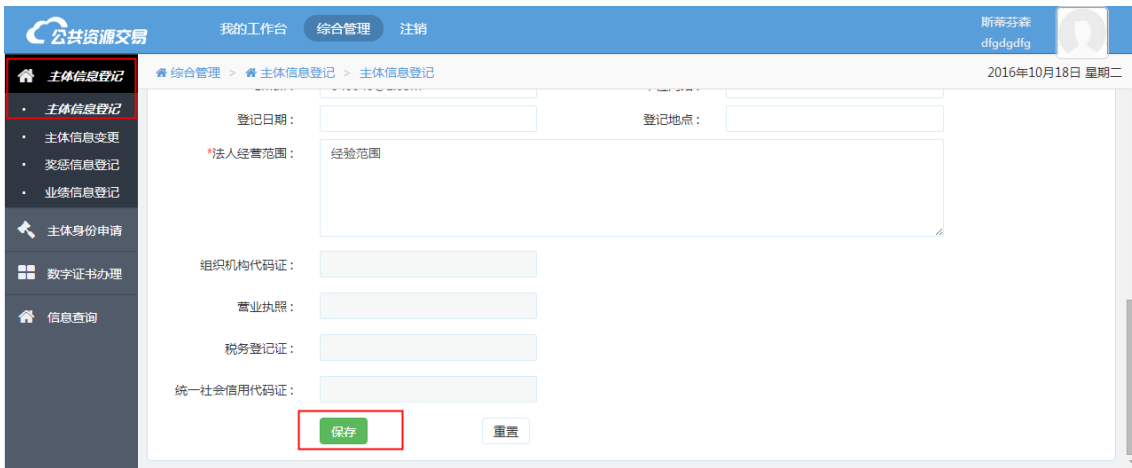 公共资源交易
我的工作台 综合管理 注销
斯蒂芬森
dfgdgdfg
主体信息登记
主体信息登记
主体信息变更
奖惩信息登记
业绩信息登记
主体身份申请
数字证书办理
信息查询
综合管理 > 主体信息登记 > 主体信息登记
2016年10月18日 星期二
登记日期:
登记地点:
*法人经营范围:
经验范围
组织机构代码证:
营业执照:
税务登记证:
统一社会信用代码证:
保存 重置